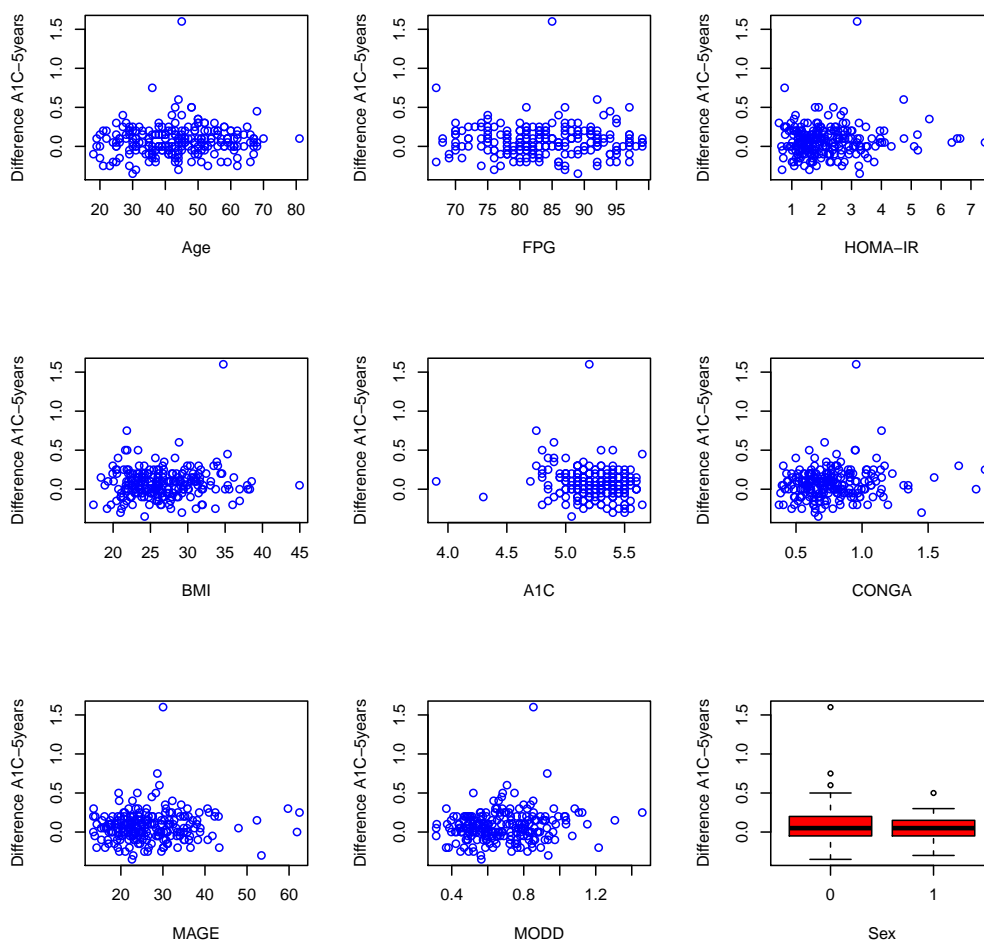 Difference A1C−5years
0.0 0.5 1.0 1.5
20 30 40 50 60 70 80
Age
Difference A1C−5years
0.0 0.5 1.0 1.5
70 75 80 85 90 95
FPG
Difference A1C−5years
0.0 0.5 1.0 1.5
1 2 3 4 5 6 7
HOMA−IR
Difference A1C−5years
0.0 0.5 1.0 1.5
20 25 30 35 40 45
BMI
Difference A1C−5years
0.0 0.5 1.0 1.5
4.0 4.5 5.0 5.5
A1C
Difference A1C−5years
0.0 0.5 1.0 1.5
0.5 1.0 1.5
CONGA
Difference A1C−5years
0.0 0.5 1.0 1.5
20 30 40 50 60
MAGE
Difference A1C−5years
0.0 0.5 1.0 1.5
0.4 0.8 1.2
MODD
Difference A1C−5years
0.0 0.5 1.0 1.5
0 1
Sex